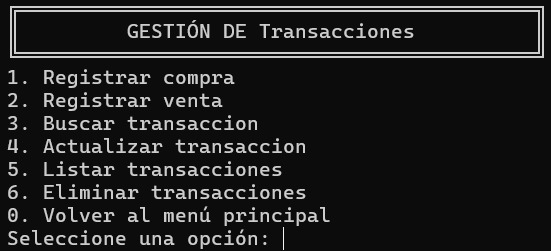 GESTIÓN DE Transacciones
1. Registrar compra
2. Registrar venta
3. Buscar transaccion
4. Actualizar transaccion
5. Listar transacciones
6. Eliminar transacciones
0. Volver al menú principal
Seleccione una opción: